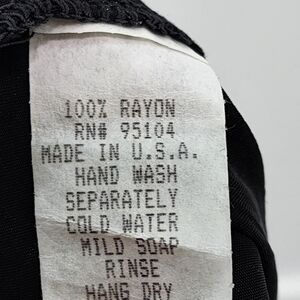 100% RAYON
RN# 95104
MADE IN U.S.A.
HAND WASH
SEPARATELY
COLD WATER
MILD SOAP
RINSE
HANG DRY